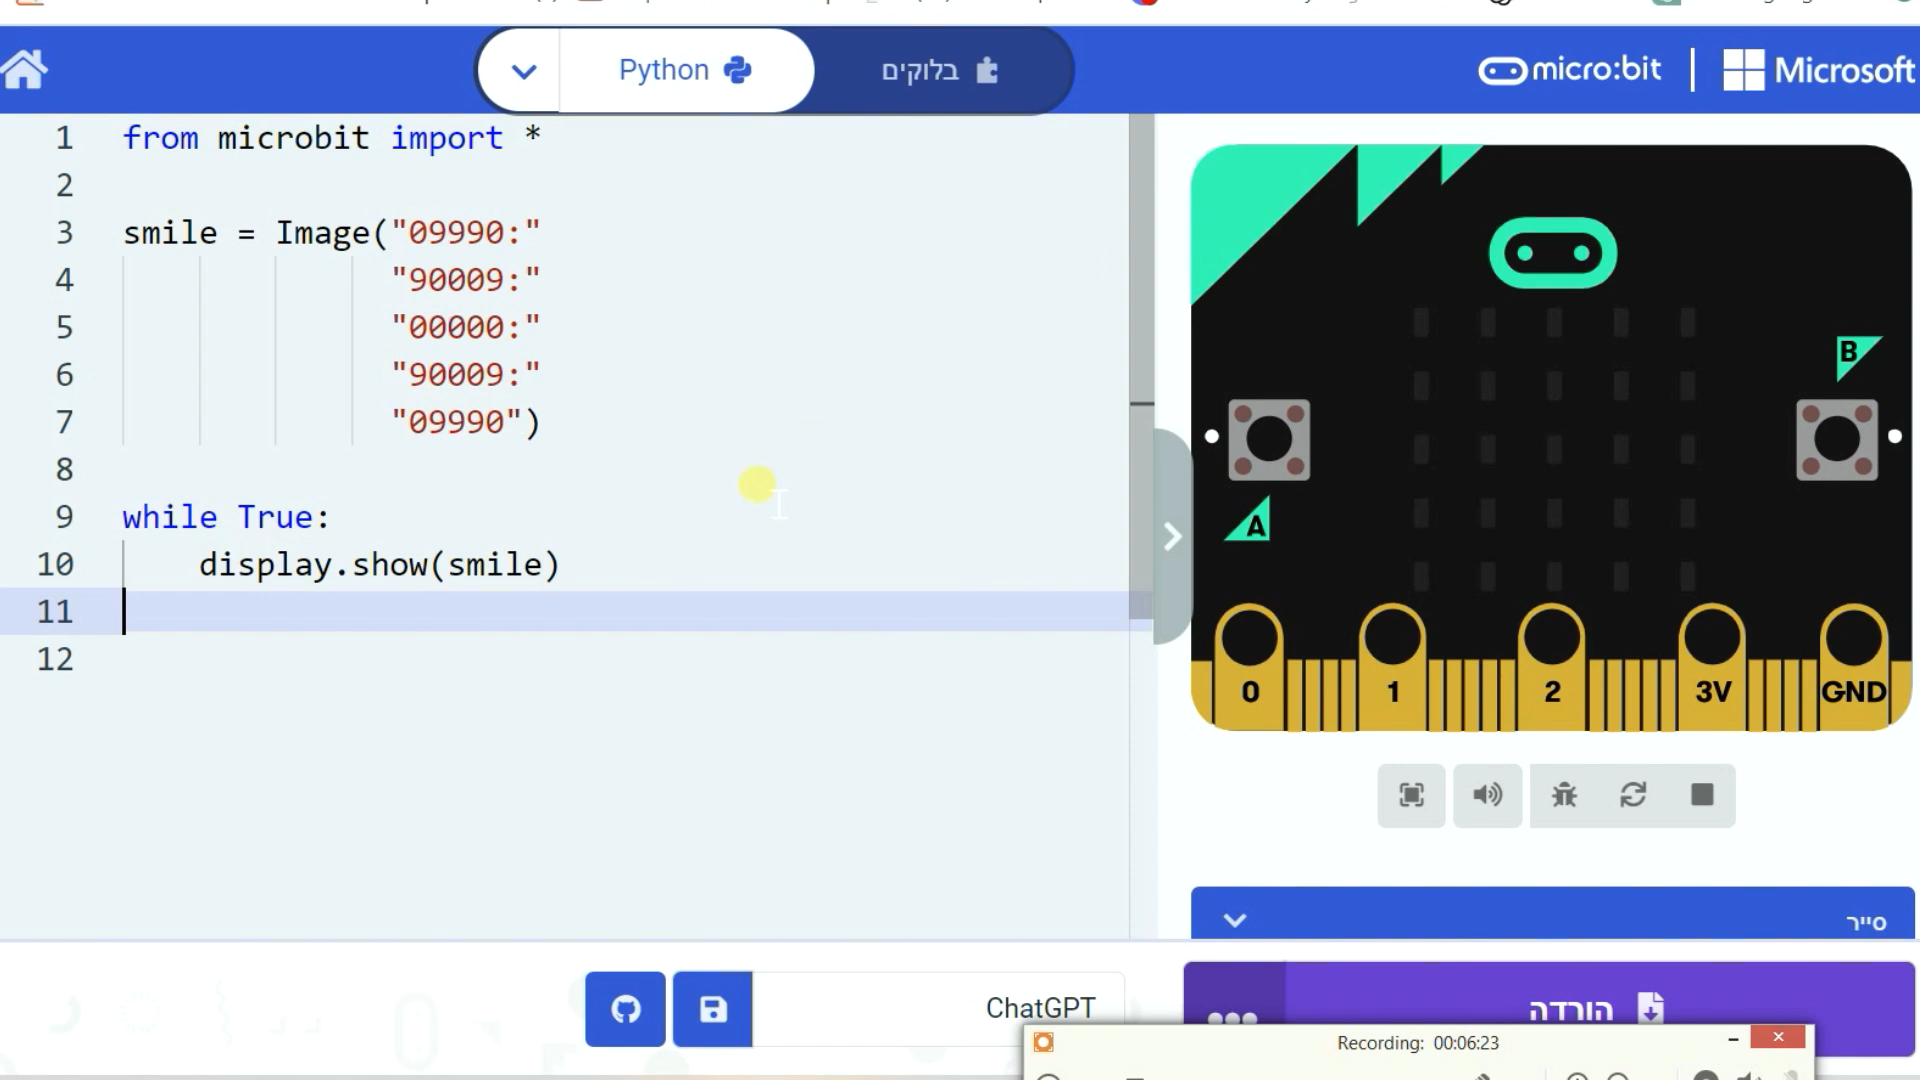 Python
בלוקים
micro:bit
Microsoft
1 from microbit import *
2
3 smile = Image("09990:"
4 "90009:"
5 "00000:"
6 "90009:"
7 "09990")
8
9 while True:
10 display.show(smile)
11
12
B
A
0 1 2 3V GND
סייר
ChatGPT
הורדה
Recording: 00:06:23